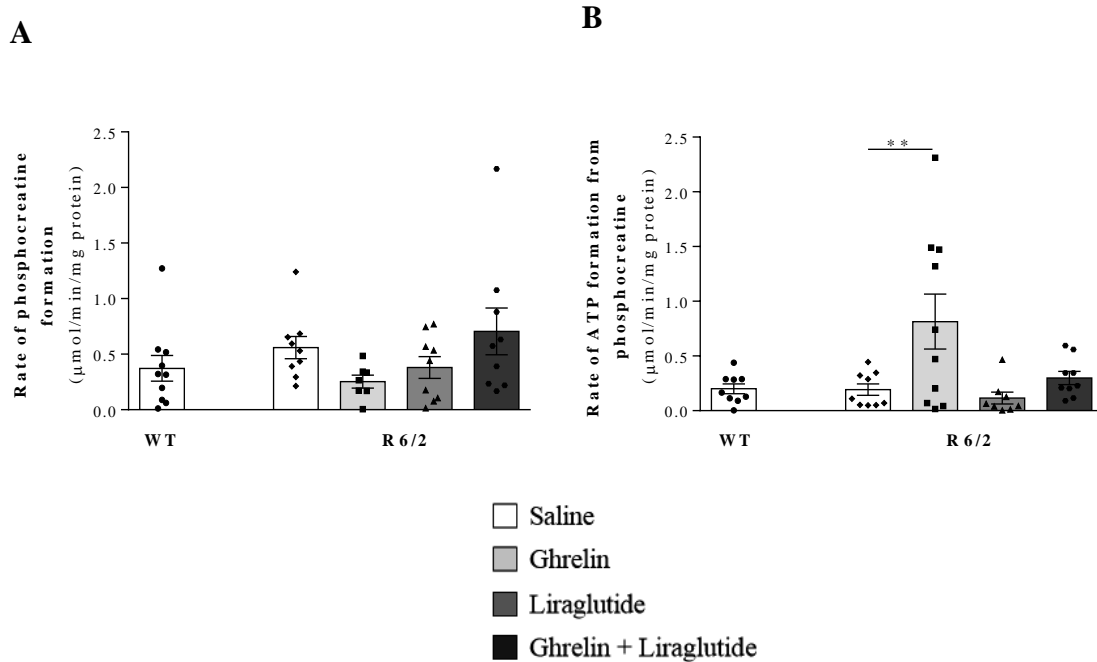 A
Rate of phosphocreatine
formation
(μmol/min/mg protein)
2.5
2.0
1.5
1.0
0.5
0.0
WT
R6/2
B
Rate of ATP formation from
phosphocreatine
(μmol/min/mg protein)
2.5
2.0
1.5
1.0
0.5
0.0
**
WT
R6/2
Saline
Ghrelin
Liraglutide
Ghrelin + Liraglutide